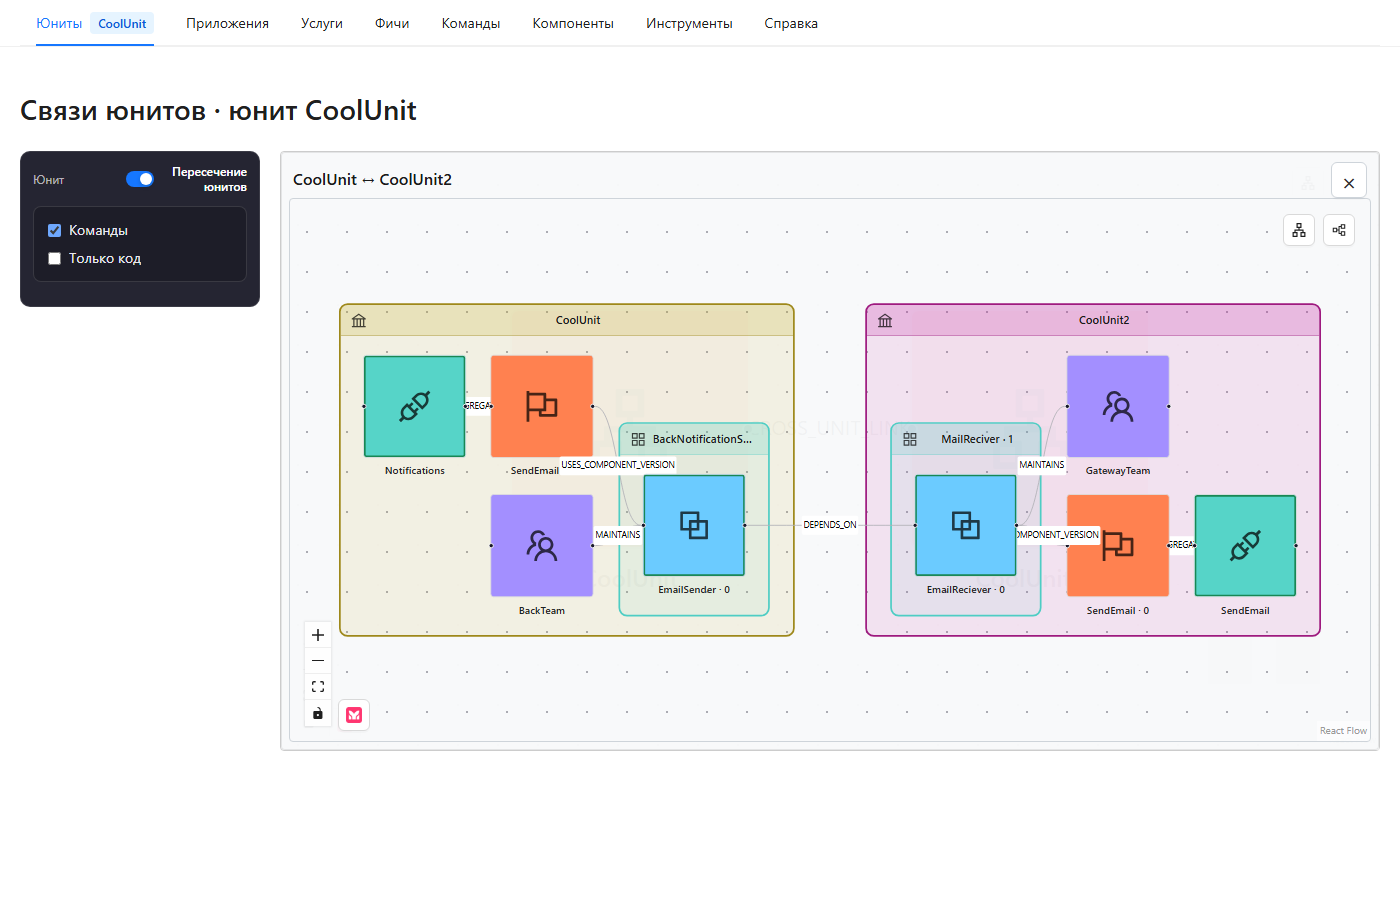 Юниты CoolUnit Приложения Услуги Фичи Команды Компоненты Инструменты Справка
Связи юнитов · юнит CoolUnit
Юнит
Пересечение
юнитов
Команды
Только код
CoolUnit ↔ CoolUnit2
CoolUnit
Notifications
SendEmail
USES_COMPONENT_VERSION
BackNotificationS...
MAINTAINS
BackTeam
EmailSender · 0
DEPENDS_ON
CoolUnit2
MailReciver · 1
MAINTAINS
GatewayTeam
OMPONENT_VERSION
EmailReciever · 0
SendEmail · 0
SendEmail
React Flow